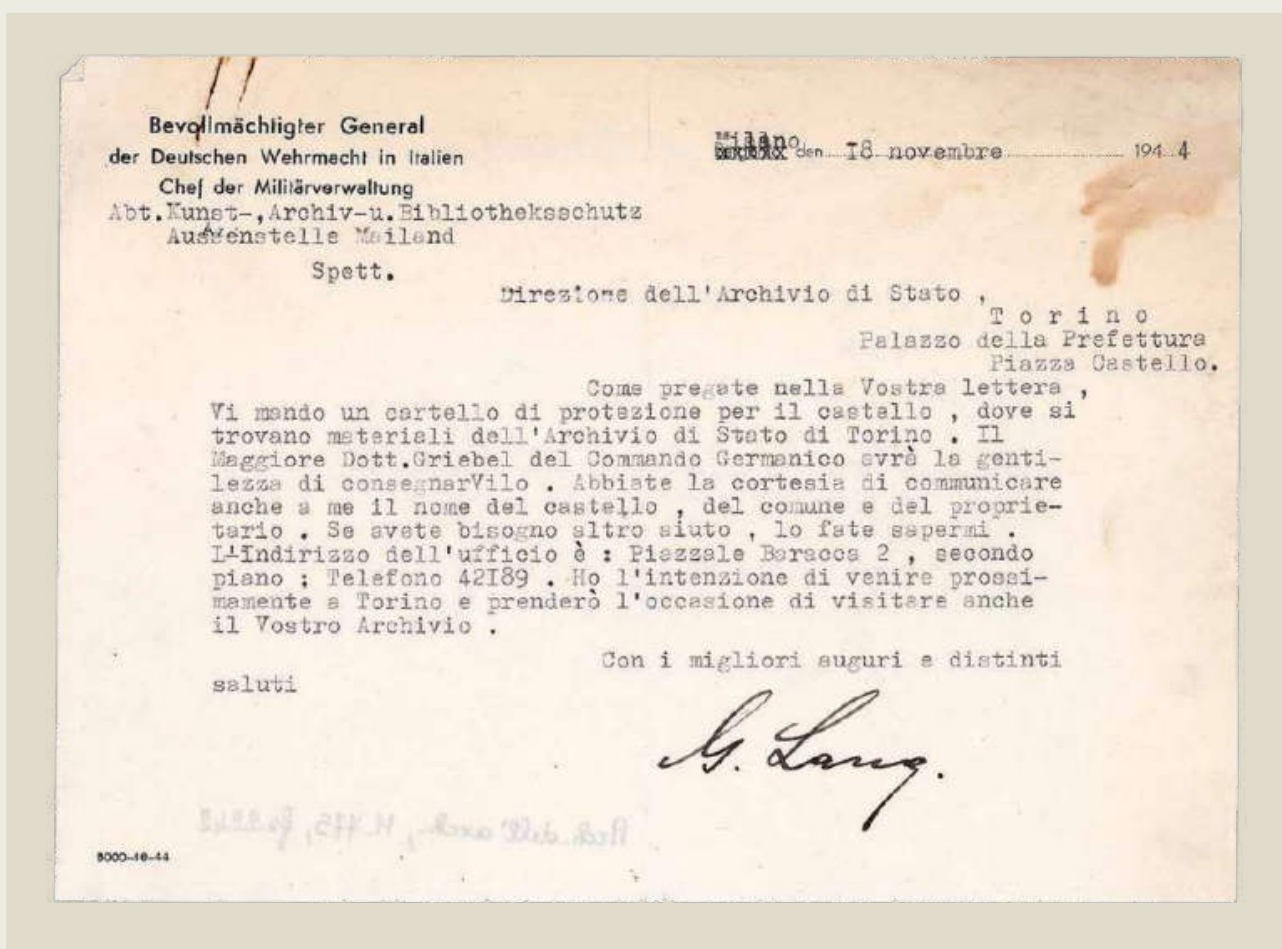 Bevollmächtigter General
der Deutschen Wehrmacht in Italien
Chef der Militärverwaltung
Abt.Kunst-,Archiv-u.Bibliotheksschutz
Aussenstelle Mailand
Milano den 18 novembre 1944
Spett.
Direzione dell'Archivio di Stato ,
T o r i n o
Palazzo della Prefettura
Piazza Castello.
Come pregate nella Vostra lettera ,
Vi mando un cartello di protezione per il castello , dove si
trovano materiali dell'Archivio di Stato di Torino . Il
Maggiore Dott.Griebel del Commando Germanico avrà la genti-
lezza di consegnarVilo . Abbiate la cortesia di communicare
anche a me il nome del castello , del comune e del proprie-
tario . Se avete bisogno altro aiuto , lo fate sapermi .
L'Indirizzo dell'ufficio è : Piazzale Baracca 2 , secondo
piano ; Telefono 42I89 . Ho l'intenzione di venire prossi-
mamente a Torino e prenderò l'occasione di visitare anche
il Vostro Archivio .
Con i migliori auguri e distinti
saluti
G. Lang.
5000-10-44